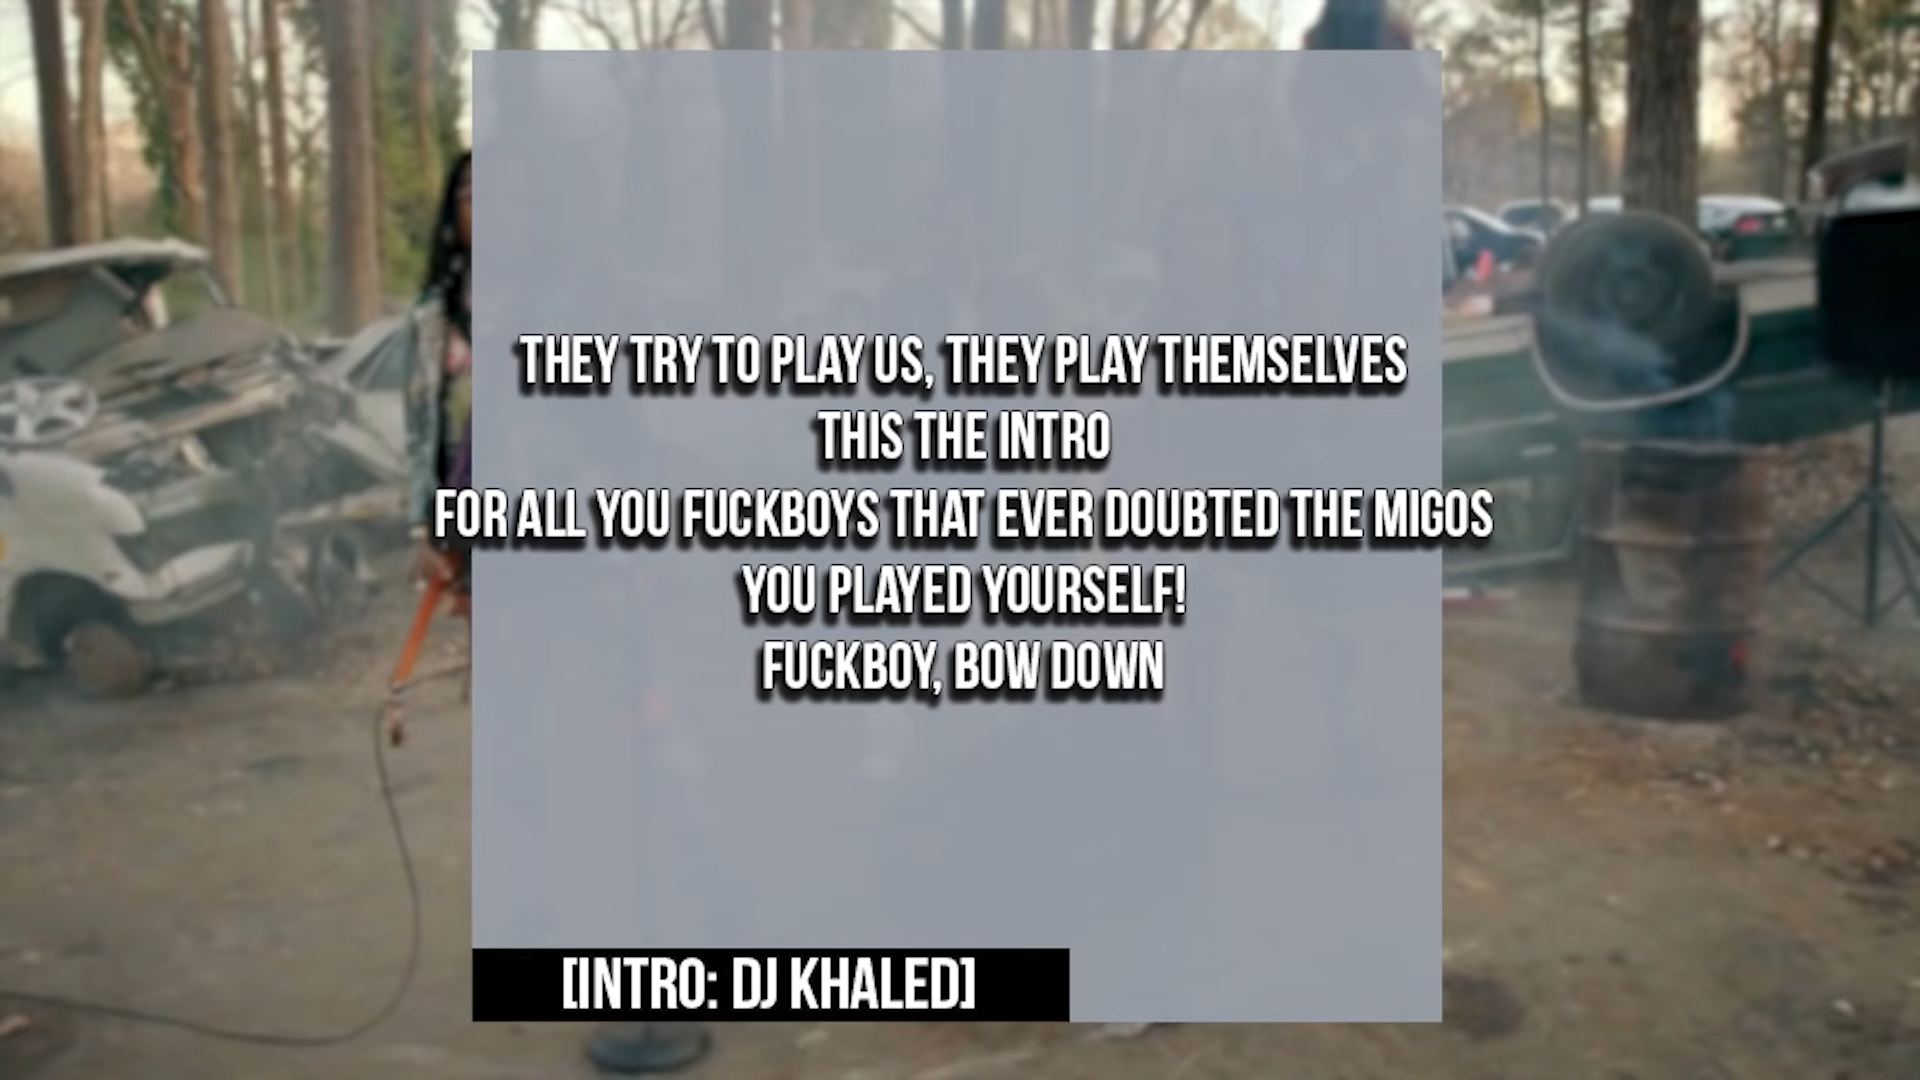 THEY TRY TO PLAY US, THEY PLAY THEMSELVES
THIS THE INTRO
FOR ALL YOU FUCKBOYS THAT EVER DOUBTED THE MIGOS
YOU PLAYED YOURSELF!
FUCKBOY, BOW DOWN
[INTRO: DJ KHALED]